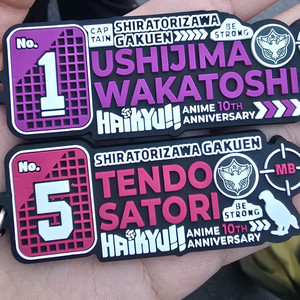 No.
1
CAP
TAIN
SHIRATORIZAWA
GAKUEN
BE
STRONG
USHIJIMA
WAKATOSHI
HAIKYU!!
ANIME 10TH
ANNIVERSARY
No.
5
SHIRATORIZAWA GAKUEN
TENDO
SATORI
MB
BE
STRONG
HAIKYU!!
ANIME 10TH
ANNIVERSARY